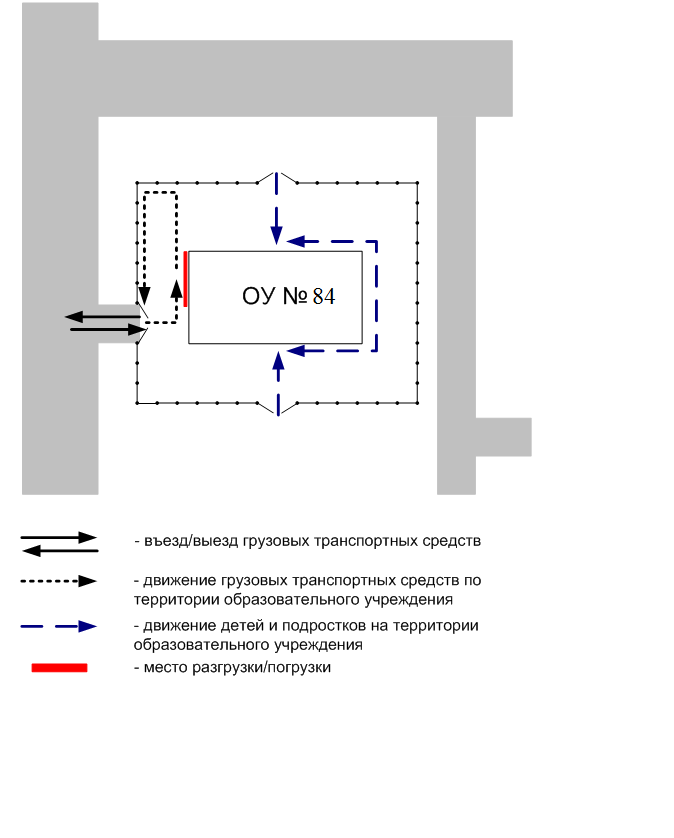 ОУ № 84
- въезд/выезд грузовых транспортных средств
- движение грузовых транспортных средств по
территории образовательного учреждения
- движение детей и подростков на территории
образовательного учреждения
- место разгрузки/погрузки